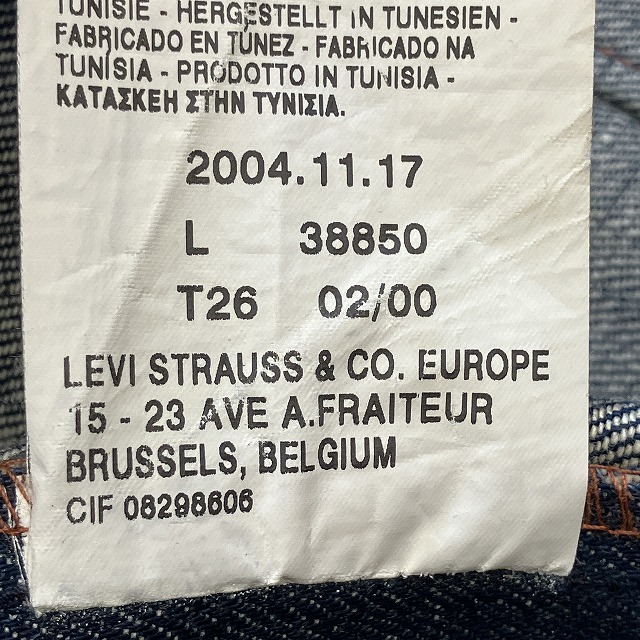 TUNISIE - HERGESTELLT IN TUNESIEN -
FABRICADO EN TÚNEZ - FABRICADO NA
TUNÍSIA - PRODOTTO IN TUNISIA -
ΚΑΤΑΣΚΕΗ ΣΤΗΝ ΤΥΝΙΣΙΑ.
2004.11.17
L 38850
T26 02/00
LEVI STRAUSS & CO. EUROPE
15 - 23 AVE A.FRAITEUR
BRUSSELS, BELGIUM
CIF 08298606